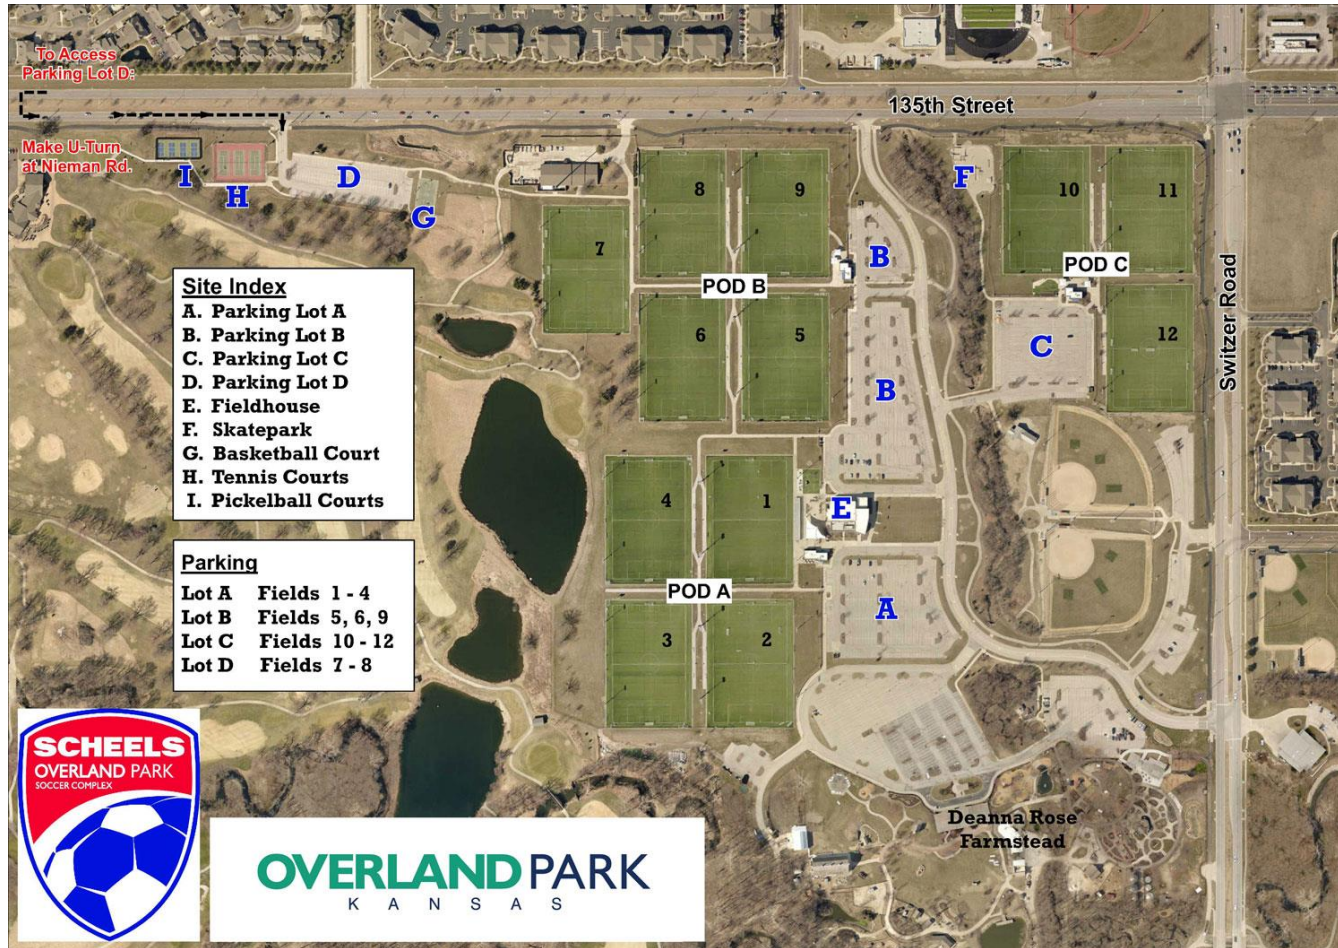 To Access
Parking Lot D:
135th Street
Make U-Turn
at Nieman Rd.
I
H
D
G
8
9
F
10
11
7
B
POD B
POD C
Switzer Road
6
5
C
12
B
Site Index
A. Parking Lot A
B. Parking Lot B
C. Parking Lot C
D. Parking Lot D
E. Fieldhouse
F. Skatepark
G. Basketball Court
H. Tennis Courts
I. Pickelball Courts
4
1
E
POD A
A
3
2
Parking
Lot A Fields 1 - 4
Lot B Fields 5, 6, 9
Lot C Fields 10 - 12
Lot D Fields 7 - 8
SCHEELS
OVERLAND PARK
SOCCER COMPLEX
Deanna Rose
Farmstead
OVERLAND PARK
KANSAS